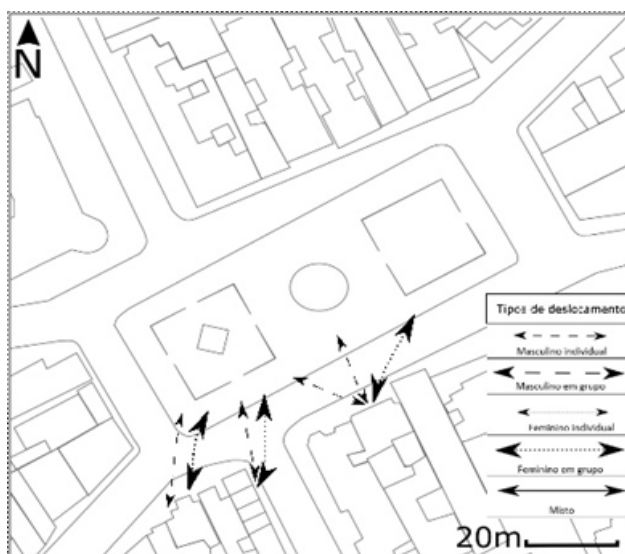 N
Tipos de deslocamento
Masculino individual
Masculino em grupo
Feminino individual
Feminino em grupo
Misto
20m